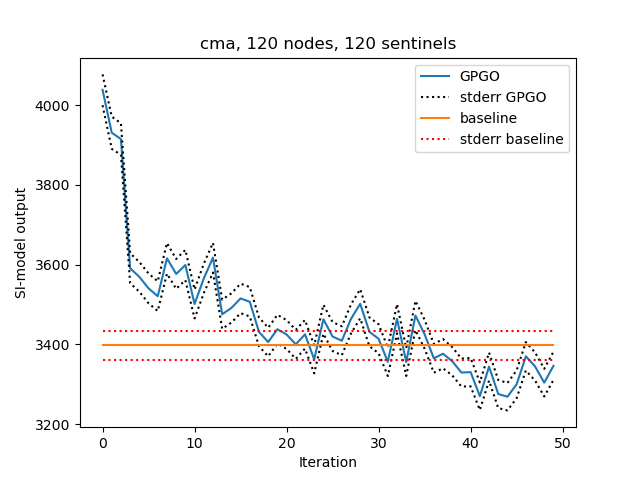 cma, 120 nodes, 120 sentinels
GPGO
stderr GPGO
baseline
stderr baseline
SI-model output
4000
3800
3600
3400
3200
0 10 20 30 40 50
Iteration